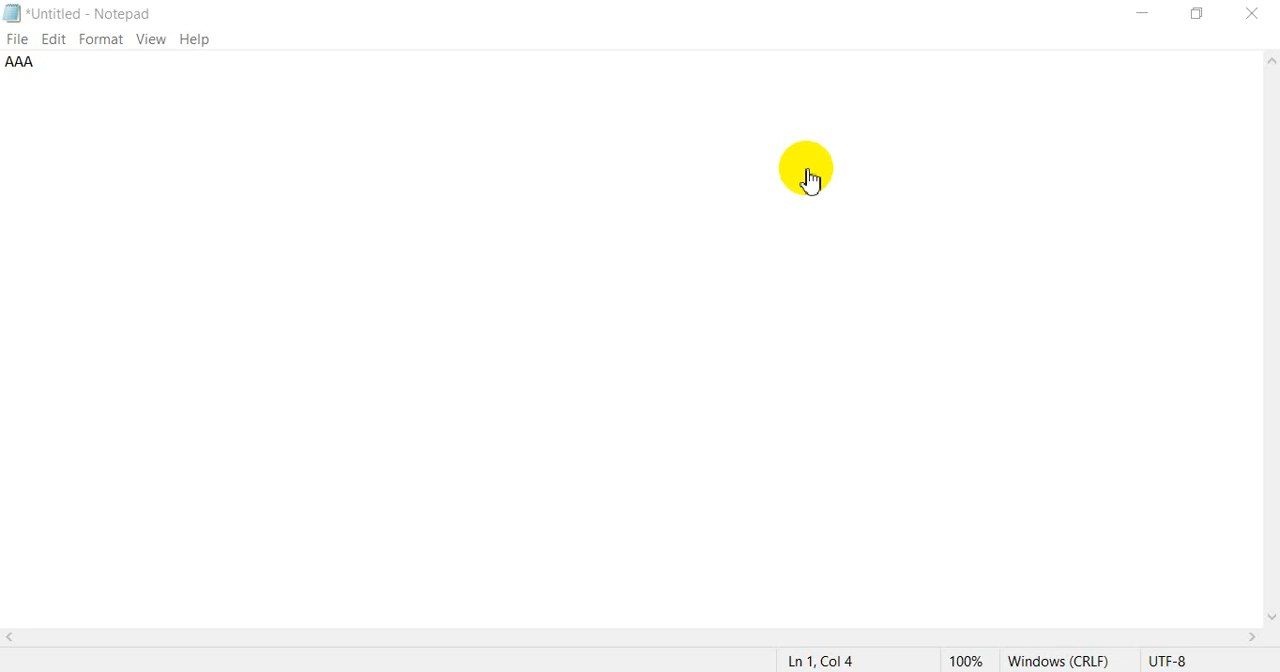 *Untitled - Notepad
File Edit Format View Help
AAA
Ln 1, Col 4 100% Windows (CRLF) UTF-8